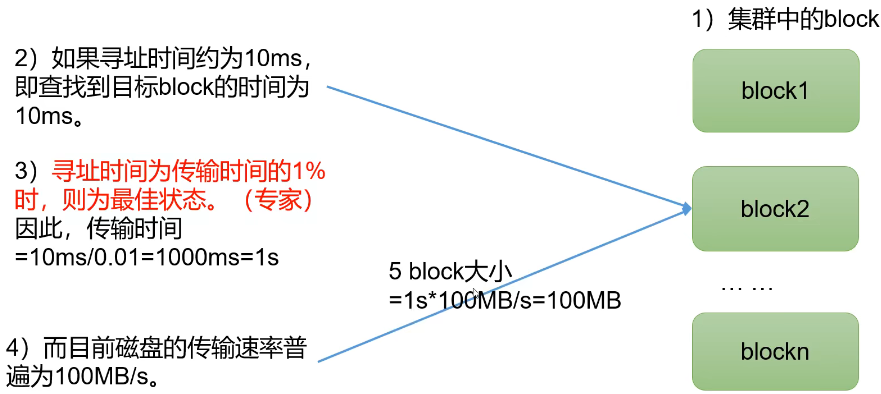 1）集群中的block
2）如果寻址时间约为10ms，
即查找到目标block的时间为
10ms。
3）寻址时间为传输时间的1%
时，则为最佳状态。（专家）
因此，传输时间
=10ms/0.01=1000ms=1s
4）而目前磁盘的传输速率普
遍为100MB/s。
5 block大小
=1s*100MB/s=100MB
block1
block2
... ...
blockn